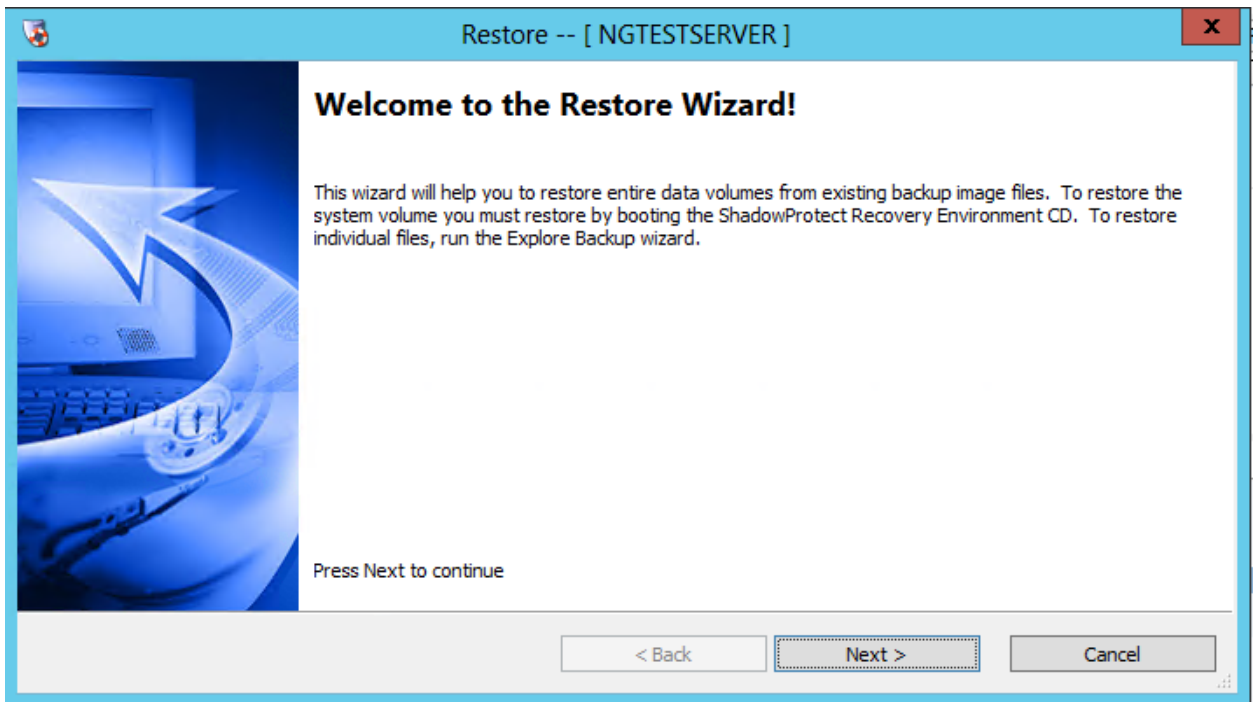 Restore -- [ NGTESTSERVER ]
x
Welcome to the Restore Wizard!
This wizard will help you to restore entire data volumes from existing backup image files.  To restore the
system volume you must restore by booting the ShadowProtect Recovery Environment CD.  To restore
individual files, run the Explore Backup wizard.
Press Next to continue
< Back
Next >
Cancel